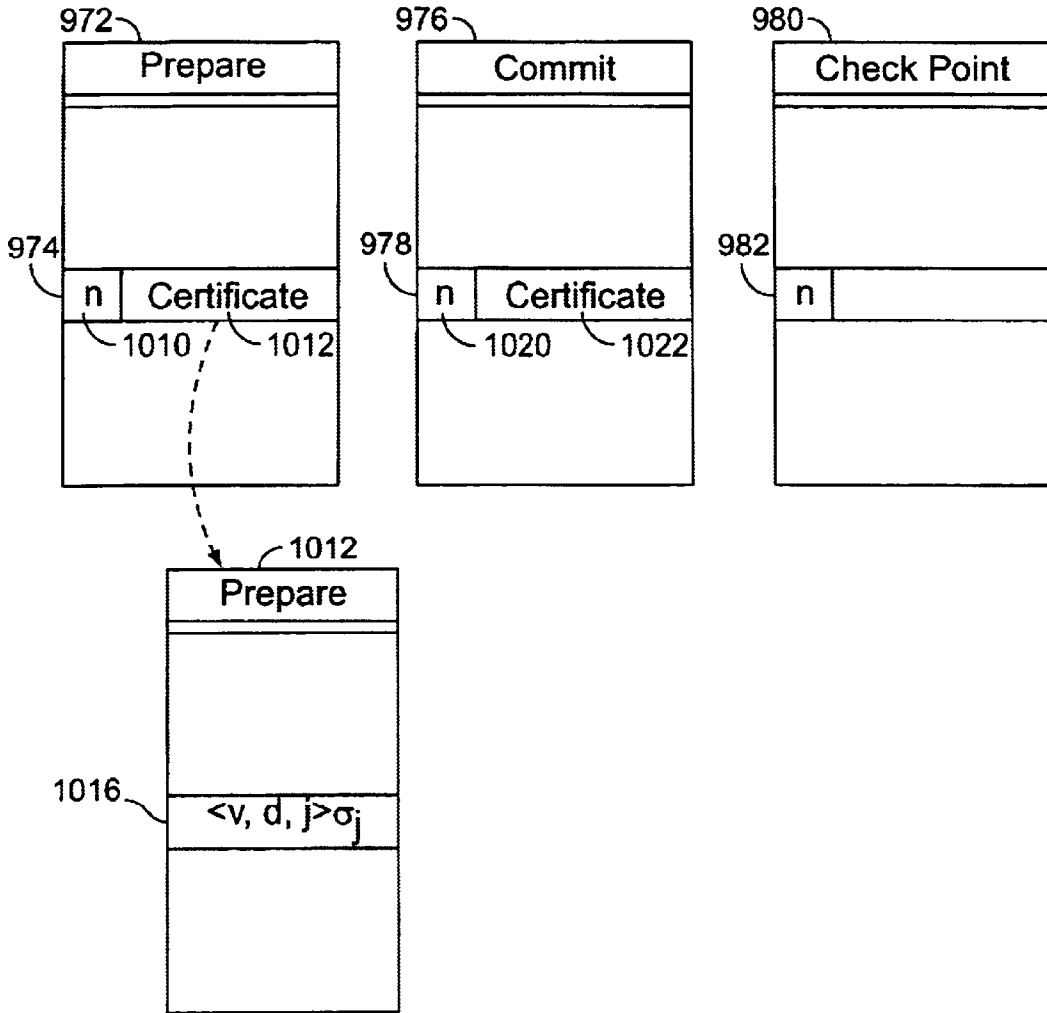 972
976
980
Prepare
Commit
Check Point
974
978
982
n
Certificate
n
Certificate
n
1010
1012
1020
1022
1012
Prepare
1016
<v, d, j>σj